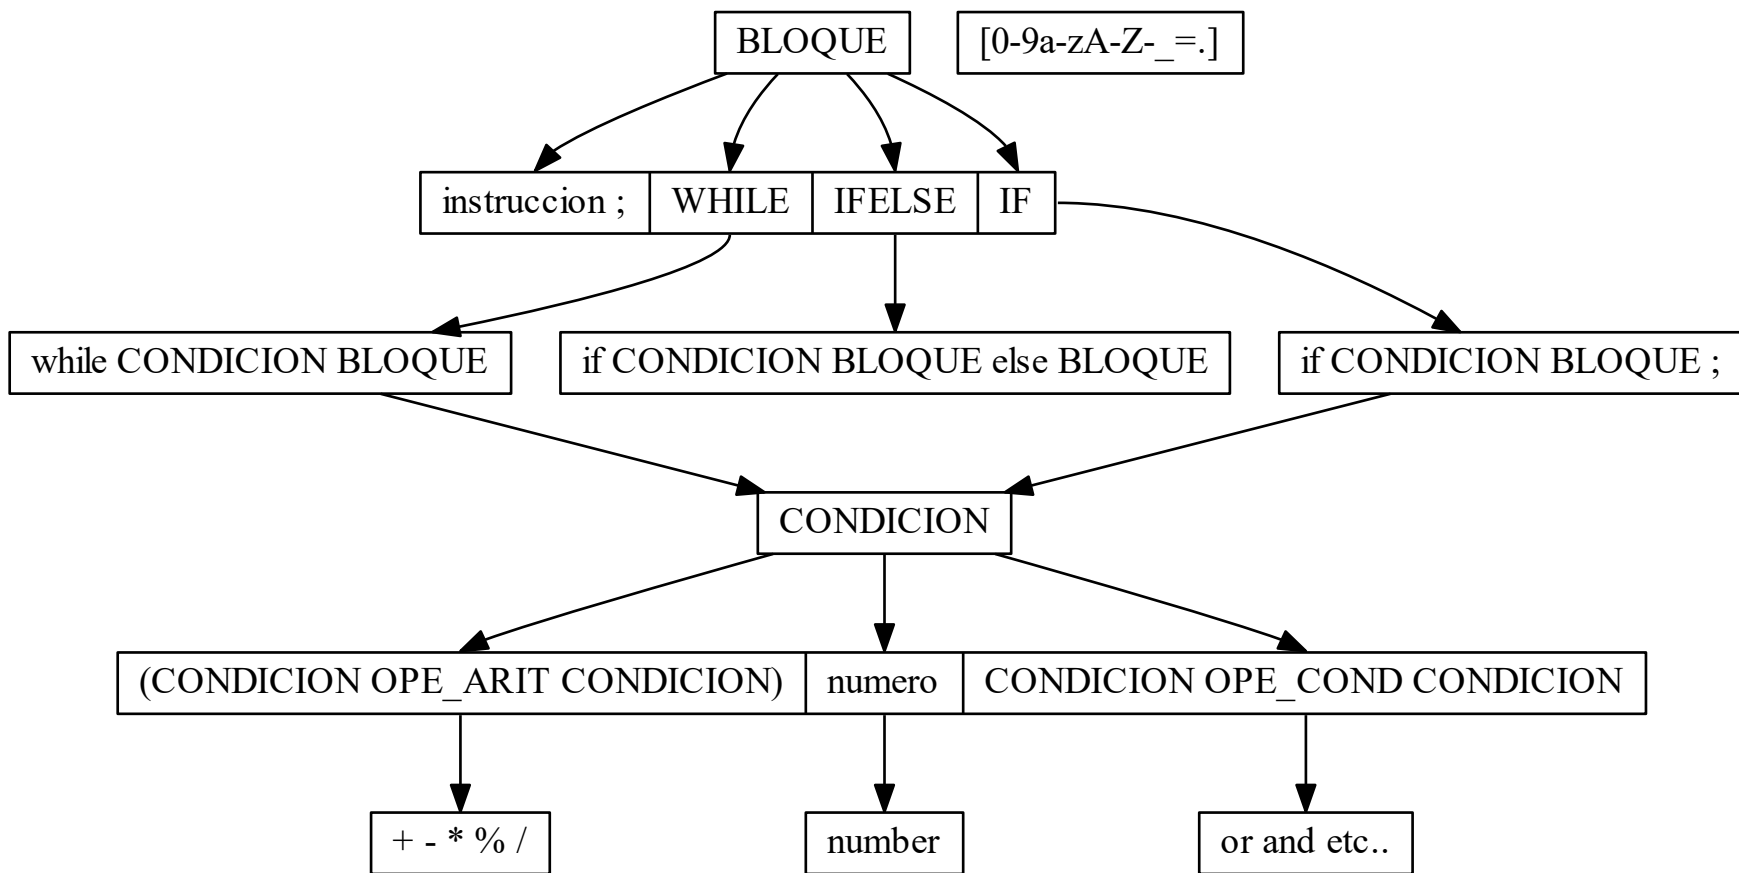 BLOQUE
[0-9a-zA-Z-_=.]
instruccion ;
WHILE
IFELSE
IF
while CONDICION BLOQUE
if CONDICION BLOQUE else BLOQUE
if CONDICION BLOQUE ;
CONDICION
(CONDICION OPE_ARIT CONDICION)
numero
CONDICION OPE_COND CONDICION
+ - * % /
number
or and etc..